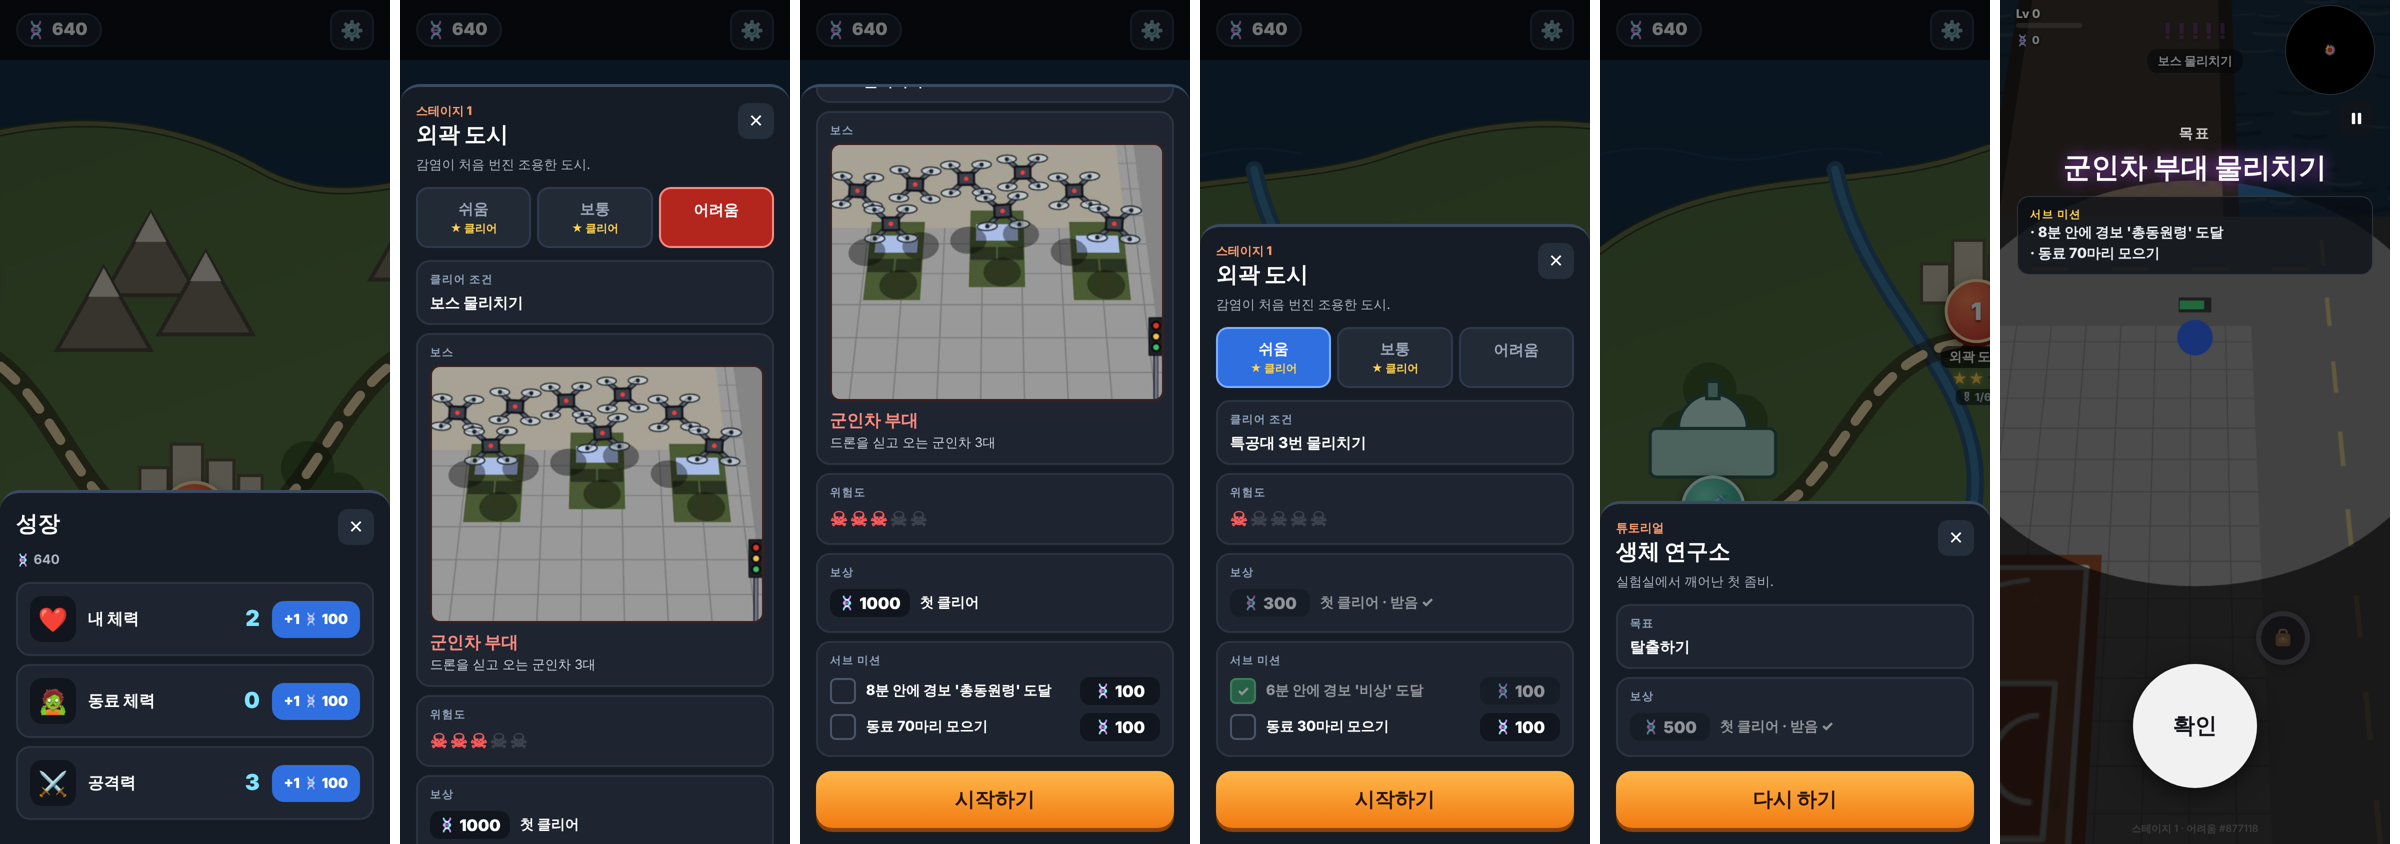 640
성장
640
내 체력
2
+1 100
동료 체력
0
+1 100
공격력
3
+1 100
640
스테이지 1
외곽 도시
감염이 처음 번진 조용한 도시.
쉬움
★ 클리어
보통
★ 클리어
어려움
클리어 조건
보스 물리치기
보스
군인차 부대
드론을 싣고 오는 군인차 3대
위험도
보상
1000 첫 클리어
640
보스
군인차 부대
드론을 싣고 오는 군인차 3대
위험도
보상
1000 첫 클리어
서브 미션
8분 안에 경보 '총동원령' 도달 100
동료 70마리 모으기 100
시작하기
640
스테이지 1
외곽 도시
감염이 처음 번진 조용한 도시.
쉬움
★ 클리어
보통
★ 클리어
어려움
클리어 조건
특공대 3번 물리치기
위험도
보상
300 첫 클리어 · 받음 ✓
서브 미션
6분 안에 경보 '비상' 도달 100
동료 30마리 모으기 100
시작하기
640
1
외곽 도
★★
1/6
튜토리얼
생체 연구소
실험실에서 깨어난 첫 좀비.
목표
탈출하기
보상
500 첫 클리어 · 받음 ✓
다시 하기
Lv 0
0
! ! ! ! !
보스 물리치기
목표
군인차 부대 물리치기
서브 미션
· 8분 안에 경보 '총동원령' 도달
· 동료 70마리 모으기
확인
스테이지 1 · 어려움 #877118